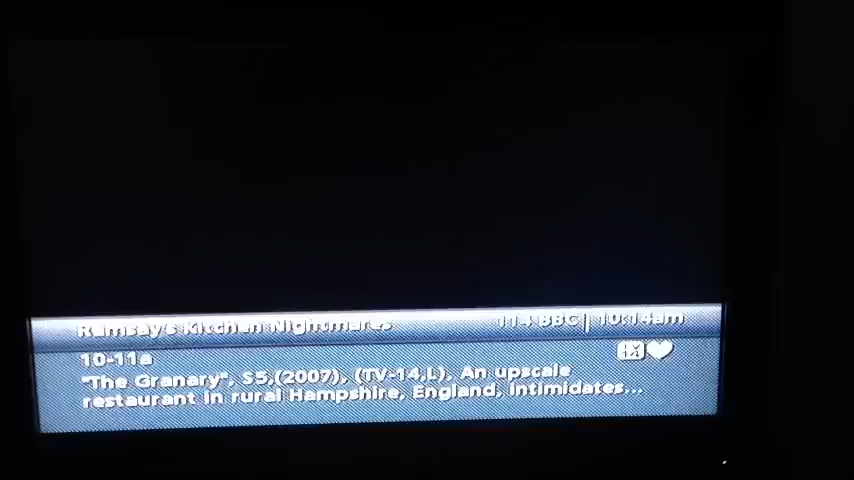 Ramsay's Kitchen Nightmares 114 BBC | 10:14am
10-11a
"The Granary", S5,(2007), (TV-14,L), An upscale
restaurant in rural Hampshire, England, intimidates...